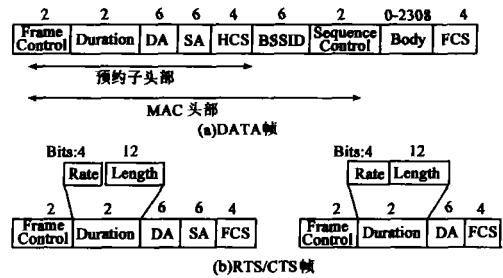 2 2 6 6 4 6 2 0-2308 4
Frame Control Duration DA SA HCS BSSID Sequence Control Body FCS
预约子头部
MAC 头部
(a)DATA帧
Bits:4 12 Bits:4 12
Rate Length Rate Length
2 2 6 6 4 2 2 6 4
Frame Control Duration DA SA FCS Frame Control Duration DA FCS
(b)RTS/CTS帧